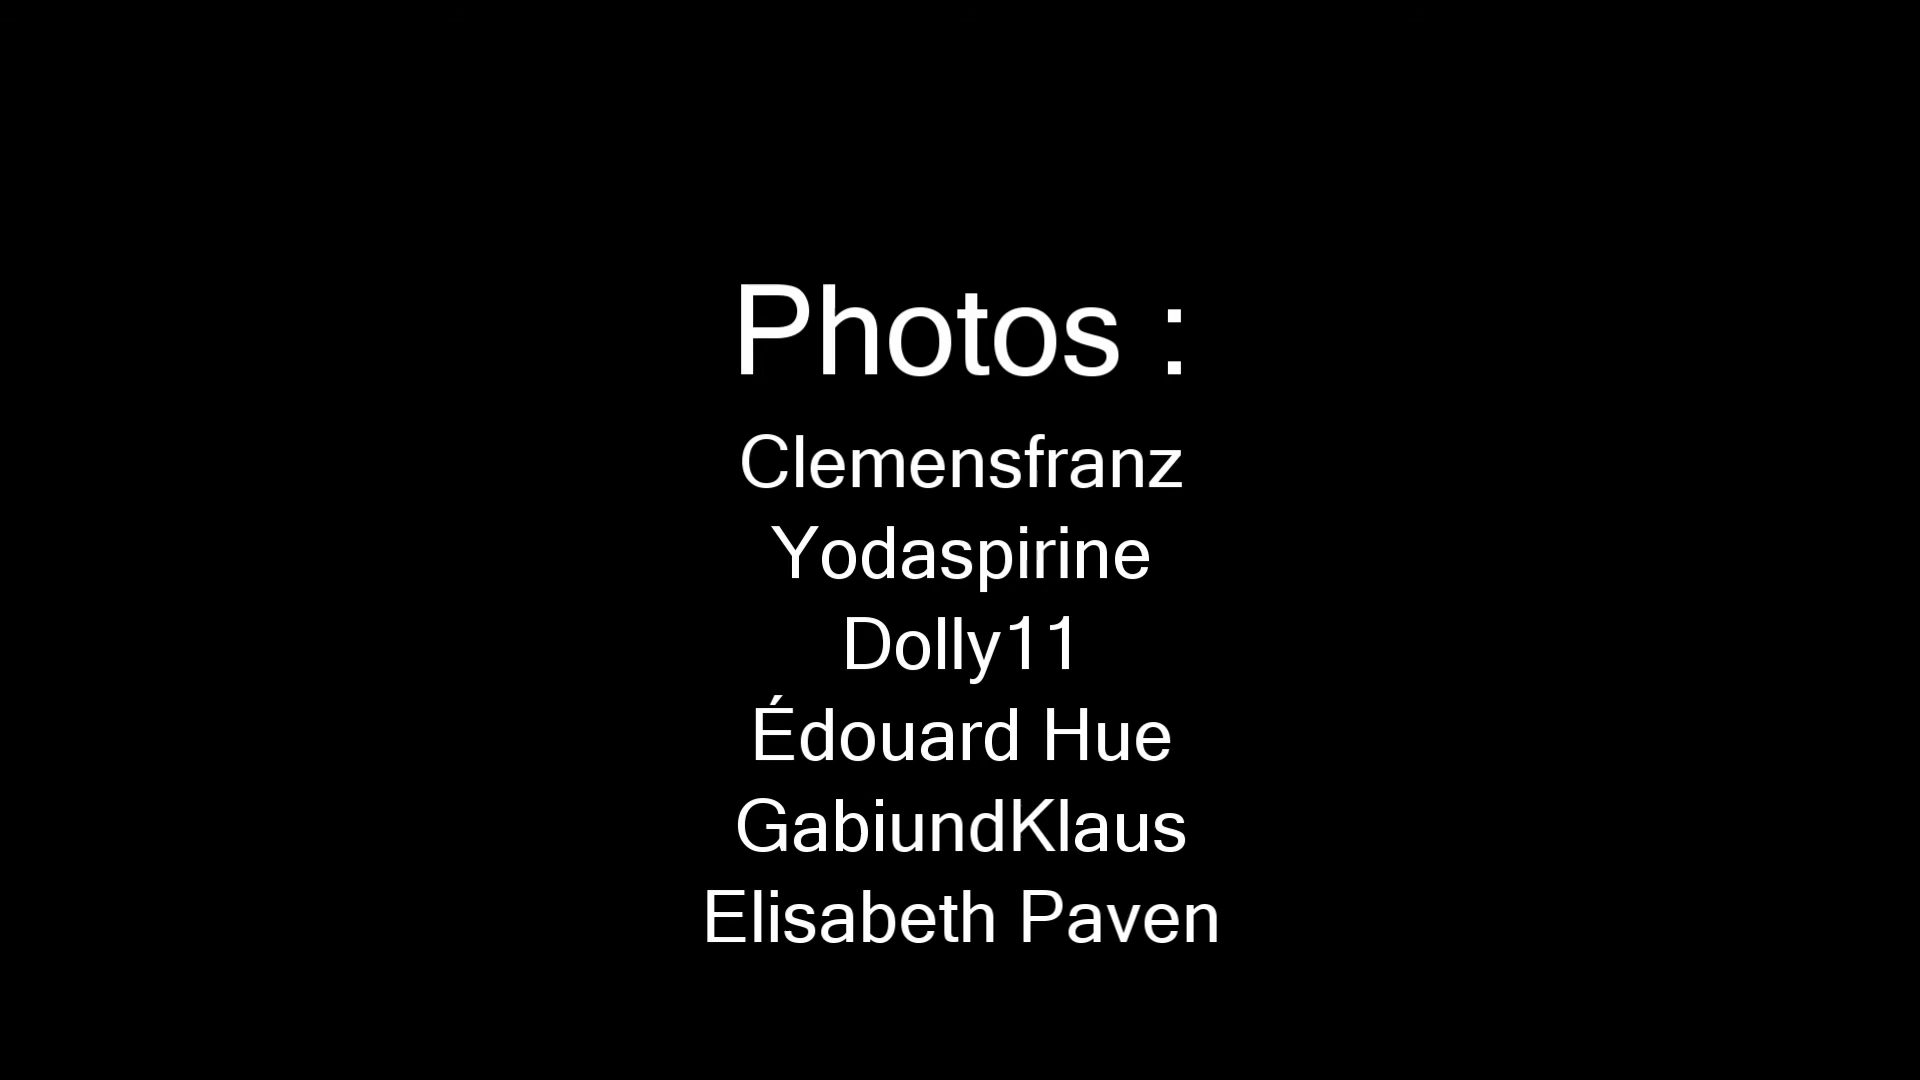 Photos :
Clemensfranz
Yodaspirine
Dolly11
Édouard Hue
GabiundKlaus
Elisabeth Paven